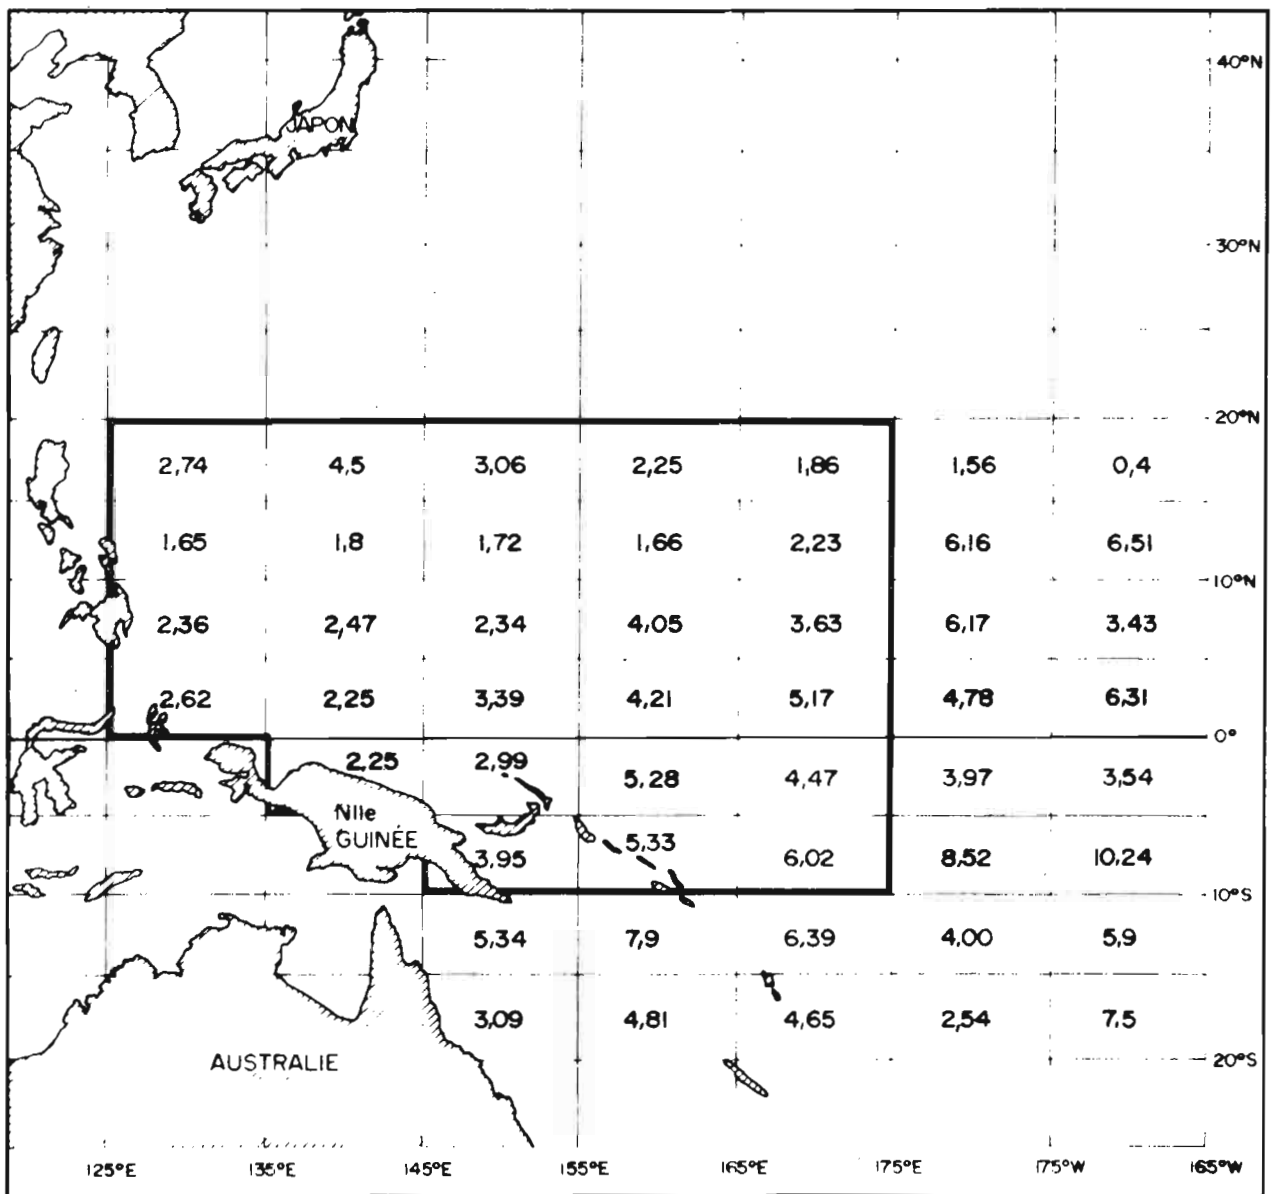 40°N
JAPON
30°N
20°N
2,74 4,5 3,06 2,25 1,86 1,56 0,4
1,65 1,8 1,72 1,66 2,23 6,16 6,51
10°N
2,36 2,47 2,34 4,05 3,63 6,17 3,43
2,62 2,25 3,39 4,21 5,17 4,78 6,31
0°
2,25 2,99 5,28 4,47 3,97 3,54
Nlle
GUINÉE
3,95 5,33 6,02 8,52 10,24
10°S
5,34 7,9 6,39 4,00 5,9
3,09 4,81 4,65 2,54 7,5
AUSTRALIE
20°S
125°E 135°E 145°E 155°E 165°E 175°E 175°W 165°W